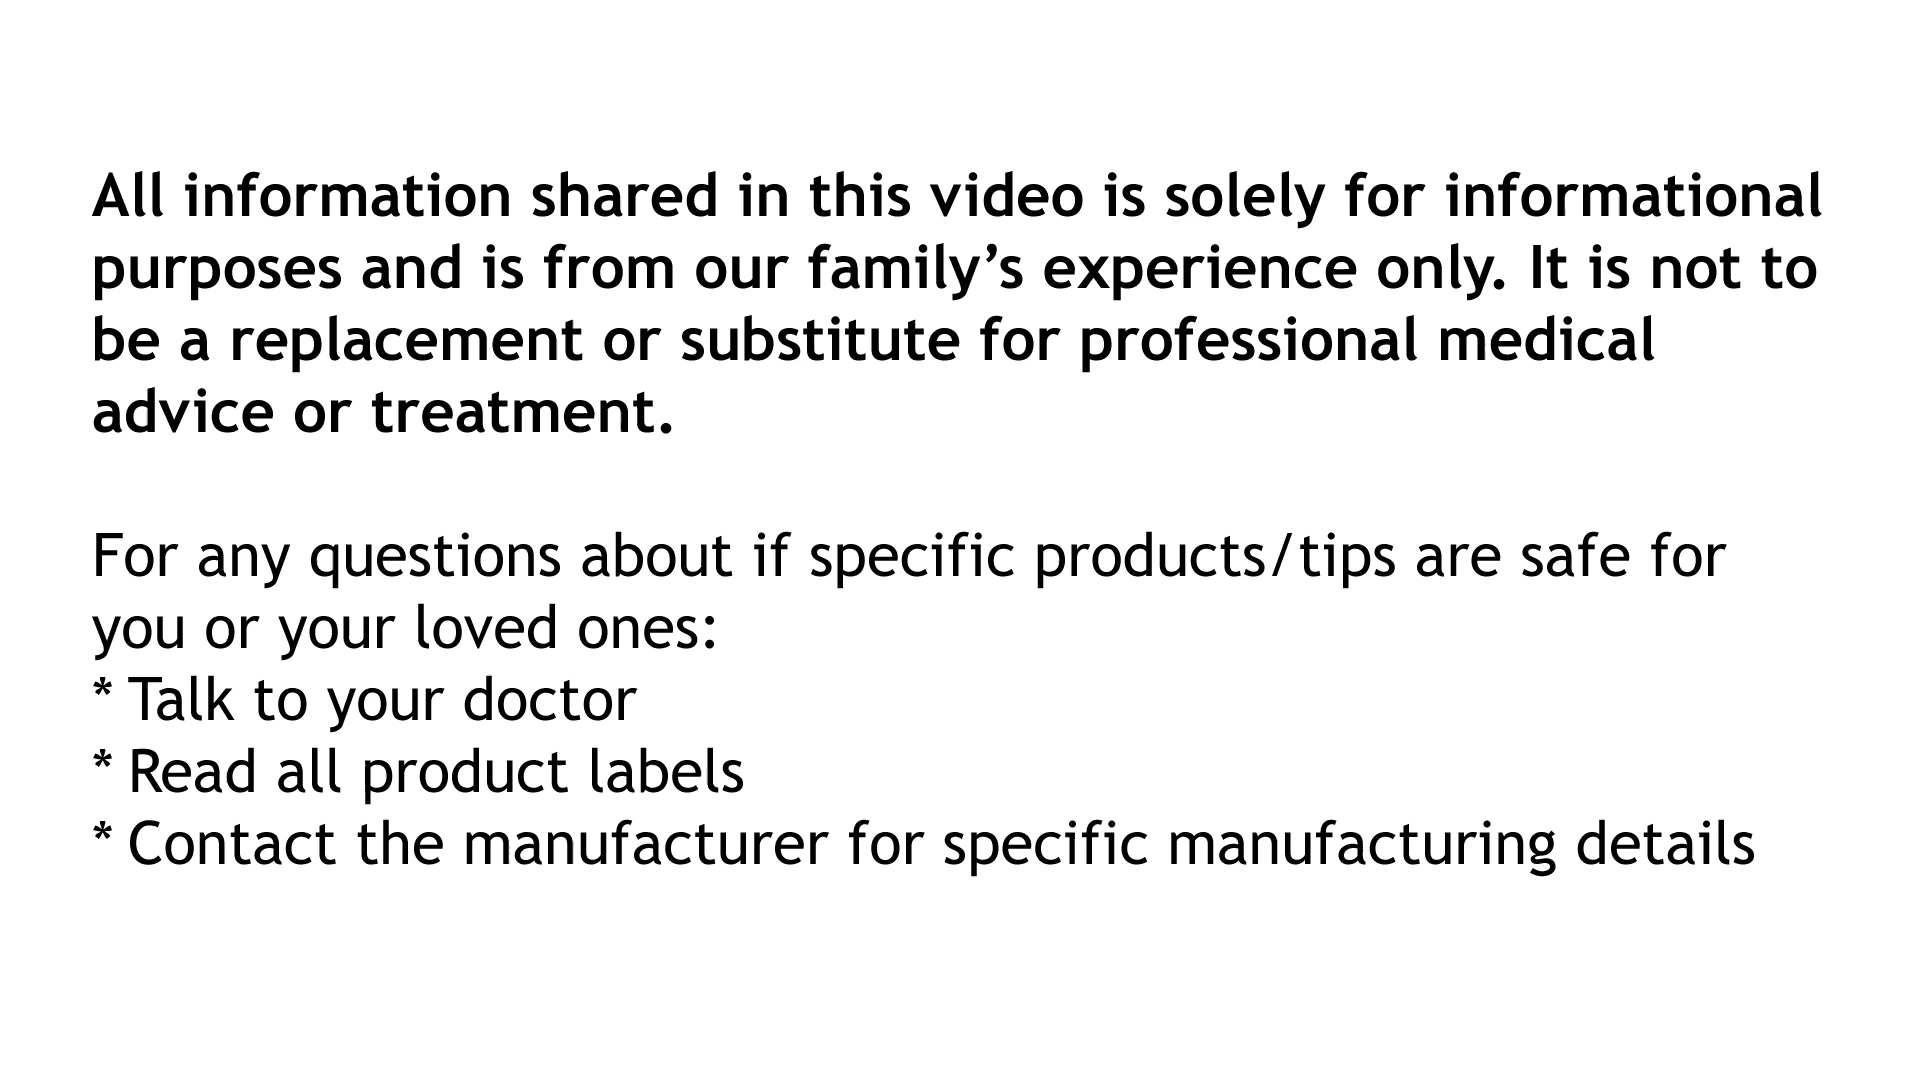 All information shared in this video is solely for informational
purposes and is from our family’s experience only. It is not to
be a replacement or substitute for professional medical
advice or treatment.
For any questions about if specific products/tips are safe for
you or your loved ones:
* Talk to your doctor
* Read all product labels
* Contact the manufacturer for specific manufacturing details